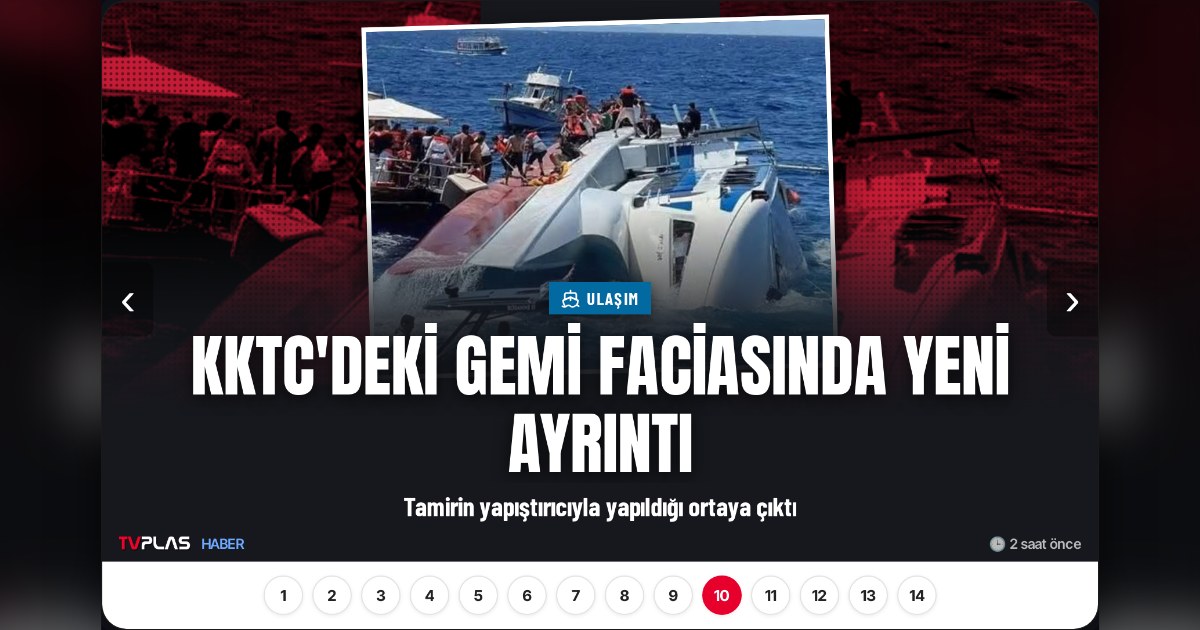 ULAŞIM
KKTC'DEKİ GEMİ FACİASINDA YENİ
AYRINTI
Tamirin yapıştırıcıyla yapıldığı ortaya çıktı
TVPLAS HABER
2 saat önce
1 2 3 4 5 6 7 8 9 10 11 12 13 14